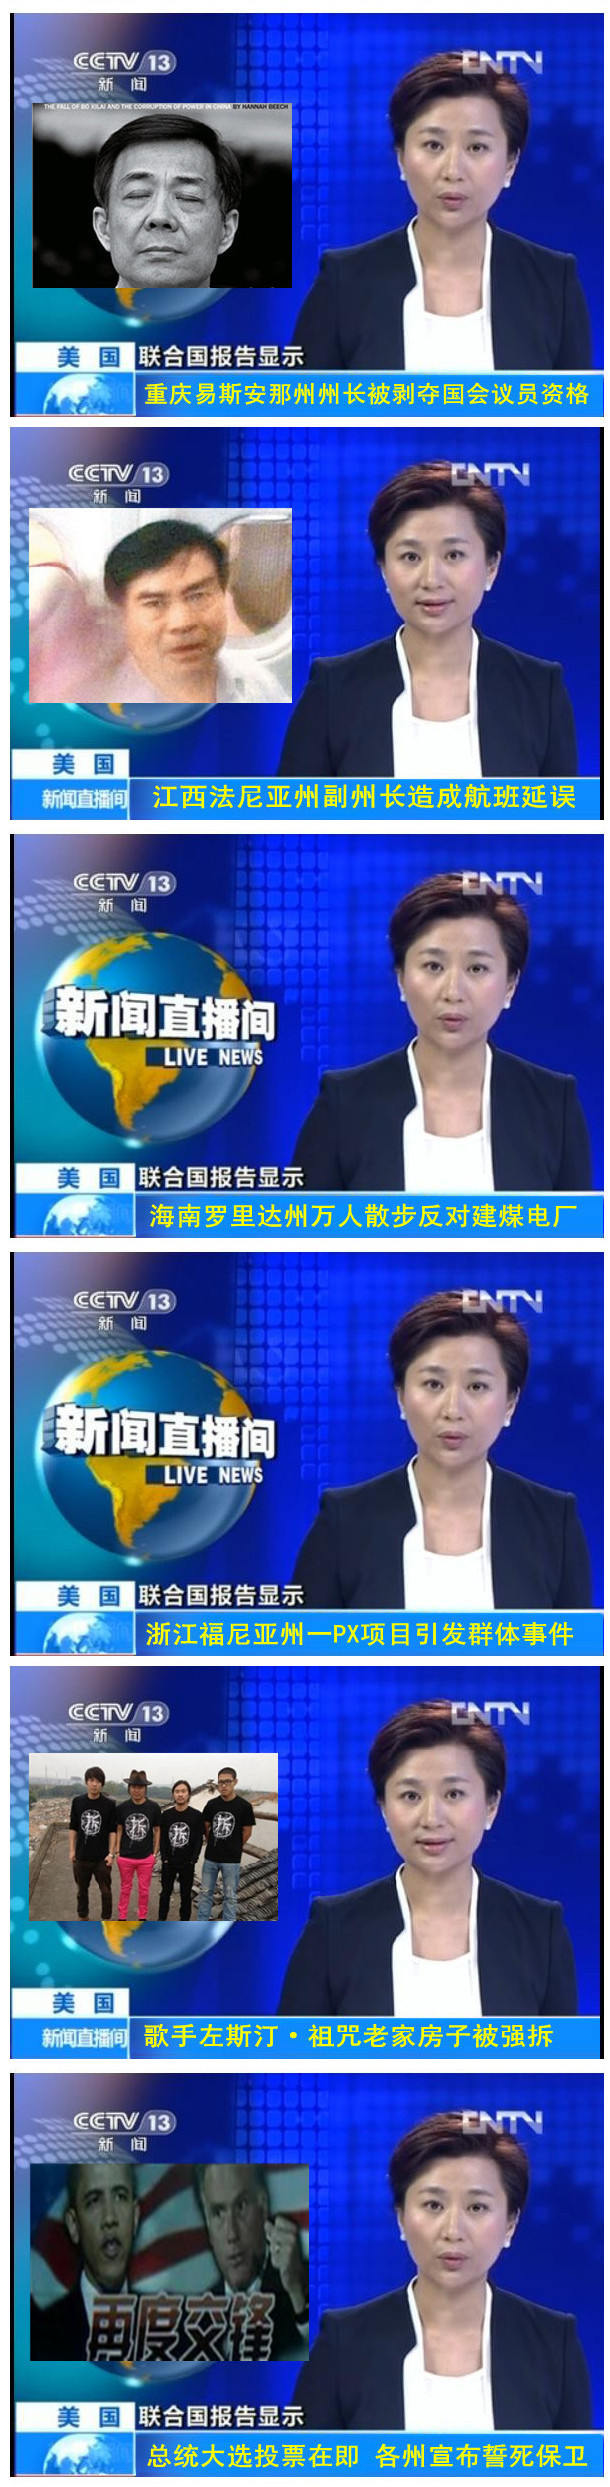 CCTV 13
新 闻
CNTV
THE FALL OF BO XILAI AND THE CORRUPTION OF POWER IN CHINA BY HANNAH BEECH
美 国
联合国报告显示
重庆易斯安那州州长被剥夺国会议员资格
CCTV 13
新 闻
CNTV
美 国
新闻直播间
江西法尼亚州副州长造成航班延误
CCTV 13
新 闻
CNTV
新闻直播间
LIVE NEWS
美 国
联合国报告显示
海南罗里达州万人散步反对建煤电厂
CCTV 13
新 闻
CNTV
新闻直播间
LIVE NEWS
美 国
联合国报告显示
浙江福尼亚州一PX项目引发群体事件
CCTV 13
新 闻
CNTV
拆
拆
拆
拆
美 国
新闻直播间
歌手左斯汀·祖咒老家房子被强拆
CCTV 13
新 闻
CNTV
再度交锋
美 国
联合国报告显示
总统大选投票在即 各州宣布誓死保卫